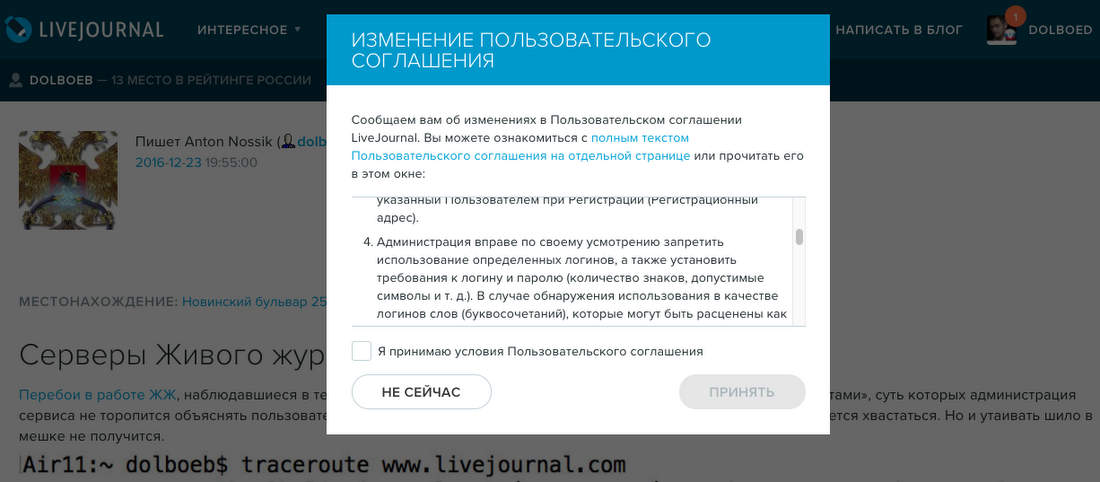 LIVEJOURNAL
ИНТЕРЕСНОЕ
НАПИСАТЬ В БЛОГ
1
DOLBOED
DOLBOEB — 13 МЕСТО В РЕЙТИНГЕ РОССИИ
ИЗМЕНЕНИЕ ПОЛЬЗОВАТЕЛЬСКОГО
СОГЛАШЕНИЯ
Сообщаем вам об изменениях в Пользовательском соглашении
LiveJournal. Вы можете ознакомиться с полным текстом
Пользовательского соглашения на отдельной странице или прочитать его
в этом окне:
указанный Пользователем при Регистрации (Регистрационный
адрес).
4. Администрация вправе по своему усмотрению запретить
использование определенных логинов, а также установить
требования к логину и паролю (количество знаков, допустимые
символы и т. д.). В случае обнаружения использования в качестве
логинов слов (буквосочетаний), которые могут быть расценены как
Я принимаю условия Пользовательского соглашения
НЕ СЕЙЧАС
ПРИНЯТЬ
Пишет Anton Nossik (dolb
2016-12-23 19:55:00
МЕСТОНАХОЖДЕНИЕ: Новинский бульвар 25
Серверы Живого жур
Перебои в работе ЖЖ, наблюдавшиеся в те тами», суть которых администрация
сервиса не торопится объяснять пользовате ется хвастаться. Но и утаивать шило в
мешке не получится.
Air11:~ dolboeb$ traceroute www.livejournal.com